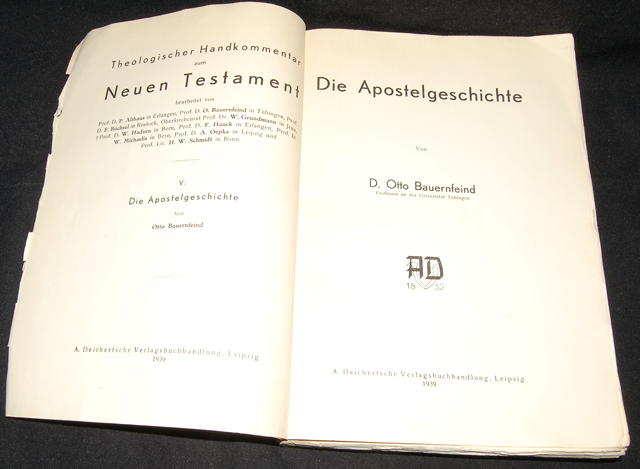 Theologischer Handkommentar
zum
Neuen Testament
bearbeitet von
Prof. D. P. Althaus in Erlangen, Prof. D. O. Bauernfeind in Tübingen, Prof.
D. F. Büchsel in Rostock, Oberkirchenrat Prof. Dr. W. Grundmann in Jena,
† Prof. D. W. Hadorn in Bern, Prof. D. F. Hauck in Erlangen, Prof. D.
W. Michaelis in Bern, Prof. D. A. Oepke in Leipzig und
Prof. Lic. H. W. Schmidt in Bonn
V:
Die Apostelgeschichte
Von
Otto Bauernfeind
A. Deichertsche Verlagsbuchhandlung, Leipzig
1939
Die Apostelgeschichte
Von
D. Otto Bauernfeind
Professor an der Universität Tübingen
AD
18 52
A. Deichertsche Verlagsbuchhandlung, Leipzig
1939